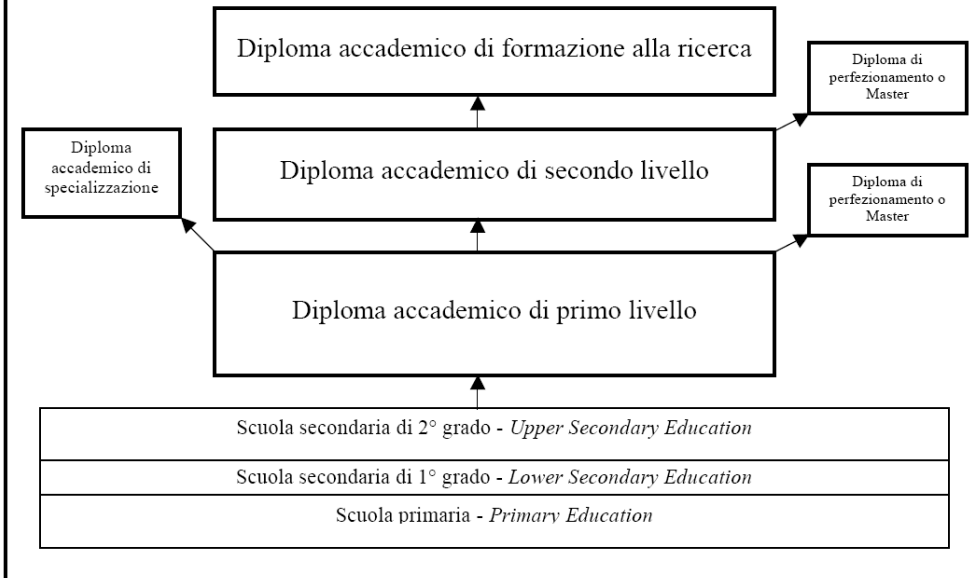 Diploma accademico di formazione alla ricerca
Diploma di
perfezionamento o
Master
Diploma
accademico di
specializzazione
Diploma accademico di secondo livello
Diploma di
perfezionamento o
Master
Diploma accademico di primo livello
Scuola secondaria di 2° grado - Upper Secondary Education
Scuola secondaria di 1° grado - Lower Secondary Education
Scuola primaria - Primary Education